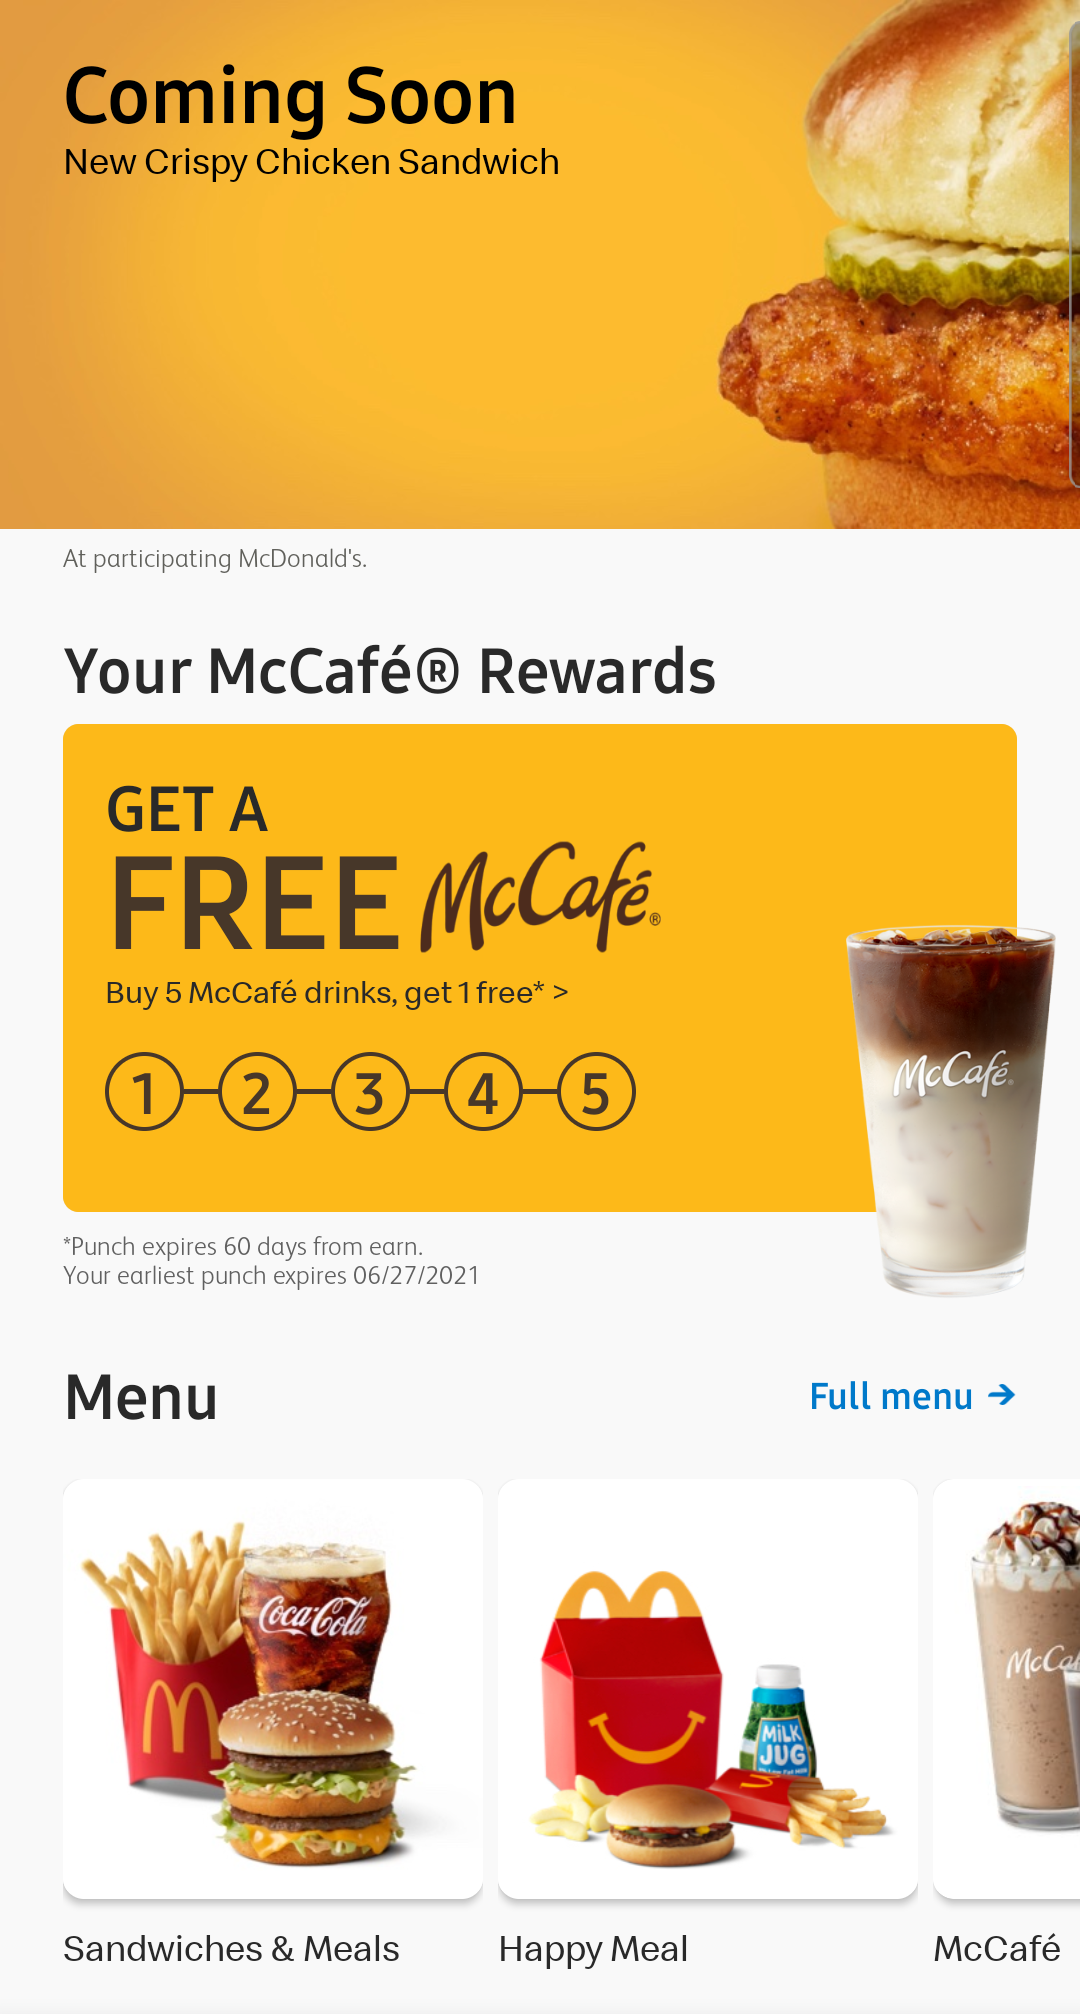 Coming Soon
New Crispy Chicken Sandwich
At participating McDonald's.
Your McCafé® Rewards
GET A
FREE McCafé®
Buy 5 McCafé drinks, get 1 free* >
1 2 3 4 5
McCafé®
*Punch expires 60 days from earn.
Your earliest punch expires 06/27/2021
Menu
Full menu →
Coca-Cola
MiLK
JUG
McCaf
Sandwiches & Meals
Happy Meal
McCafé